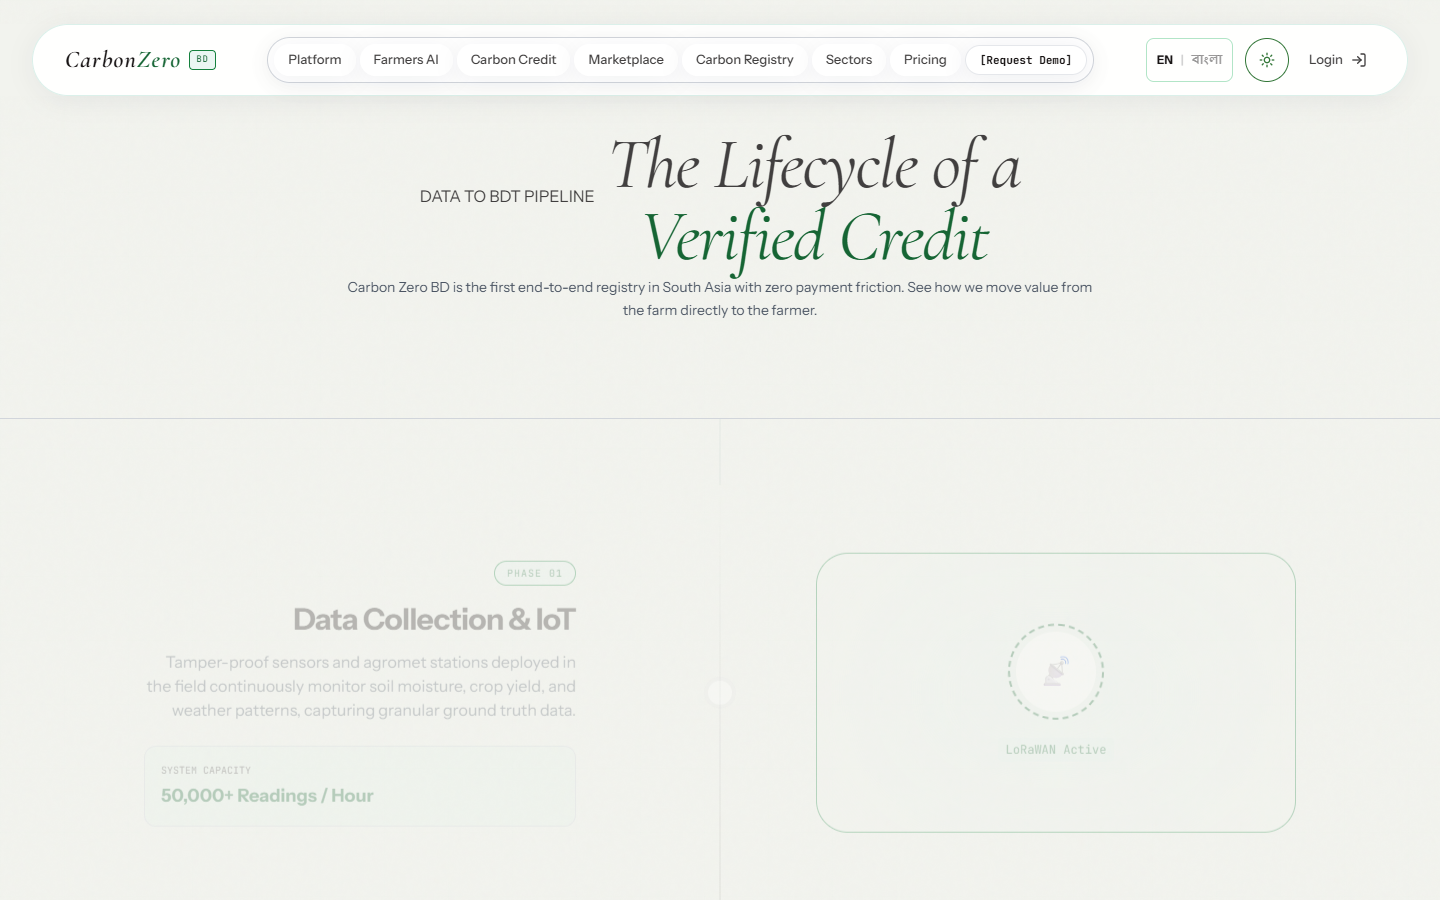 CarbonZero BD
Platform
Farmers AI
Carbon Credit
Marketplace
Carbon Registry
Sectors
Pricing
[Request Demo]
EN | বাংলা
Login
DATA TO BDT PIPELINE
The Lifecycle of a
Verified Credit
Carbon Zero BD is the first end-to-end registry in South Asia with zero payment friction. See how we move value from
the farm directly to the farmer.
PHASE 01
Data Collection & IoT
Tamper-proof sensors and agromet stations deployed in
the field continuously monitor soil moisture, crop yield, and
weather patterns, capturing granular ground truth data.
SYSTEM CAPACITY
50,000+ Readings / Hour
LoRaWAN Active